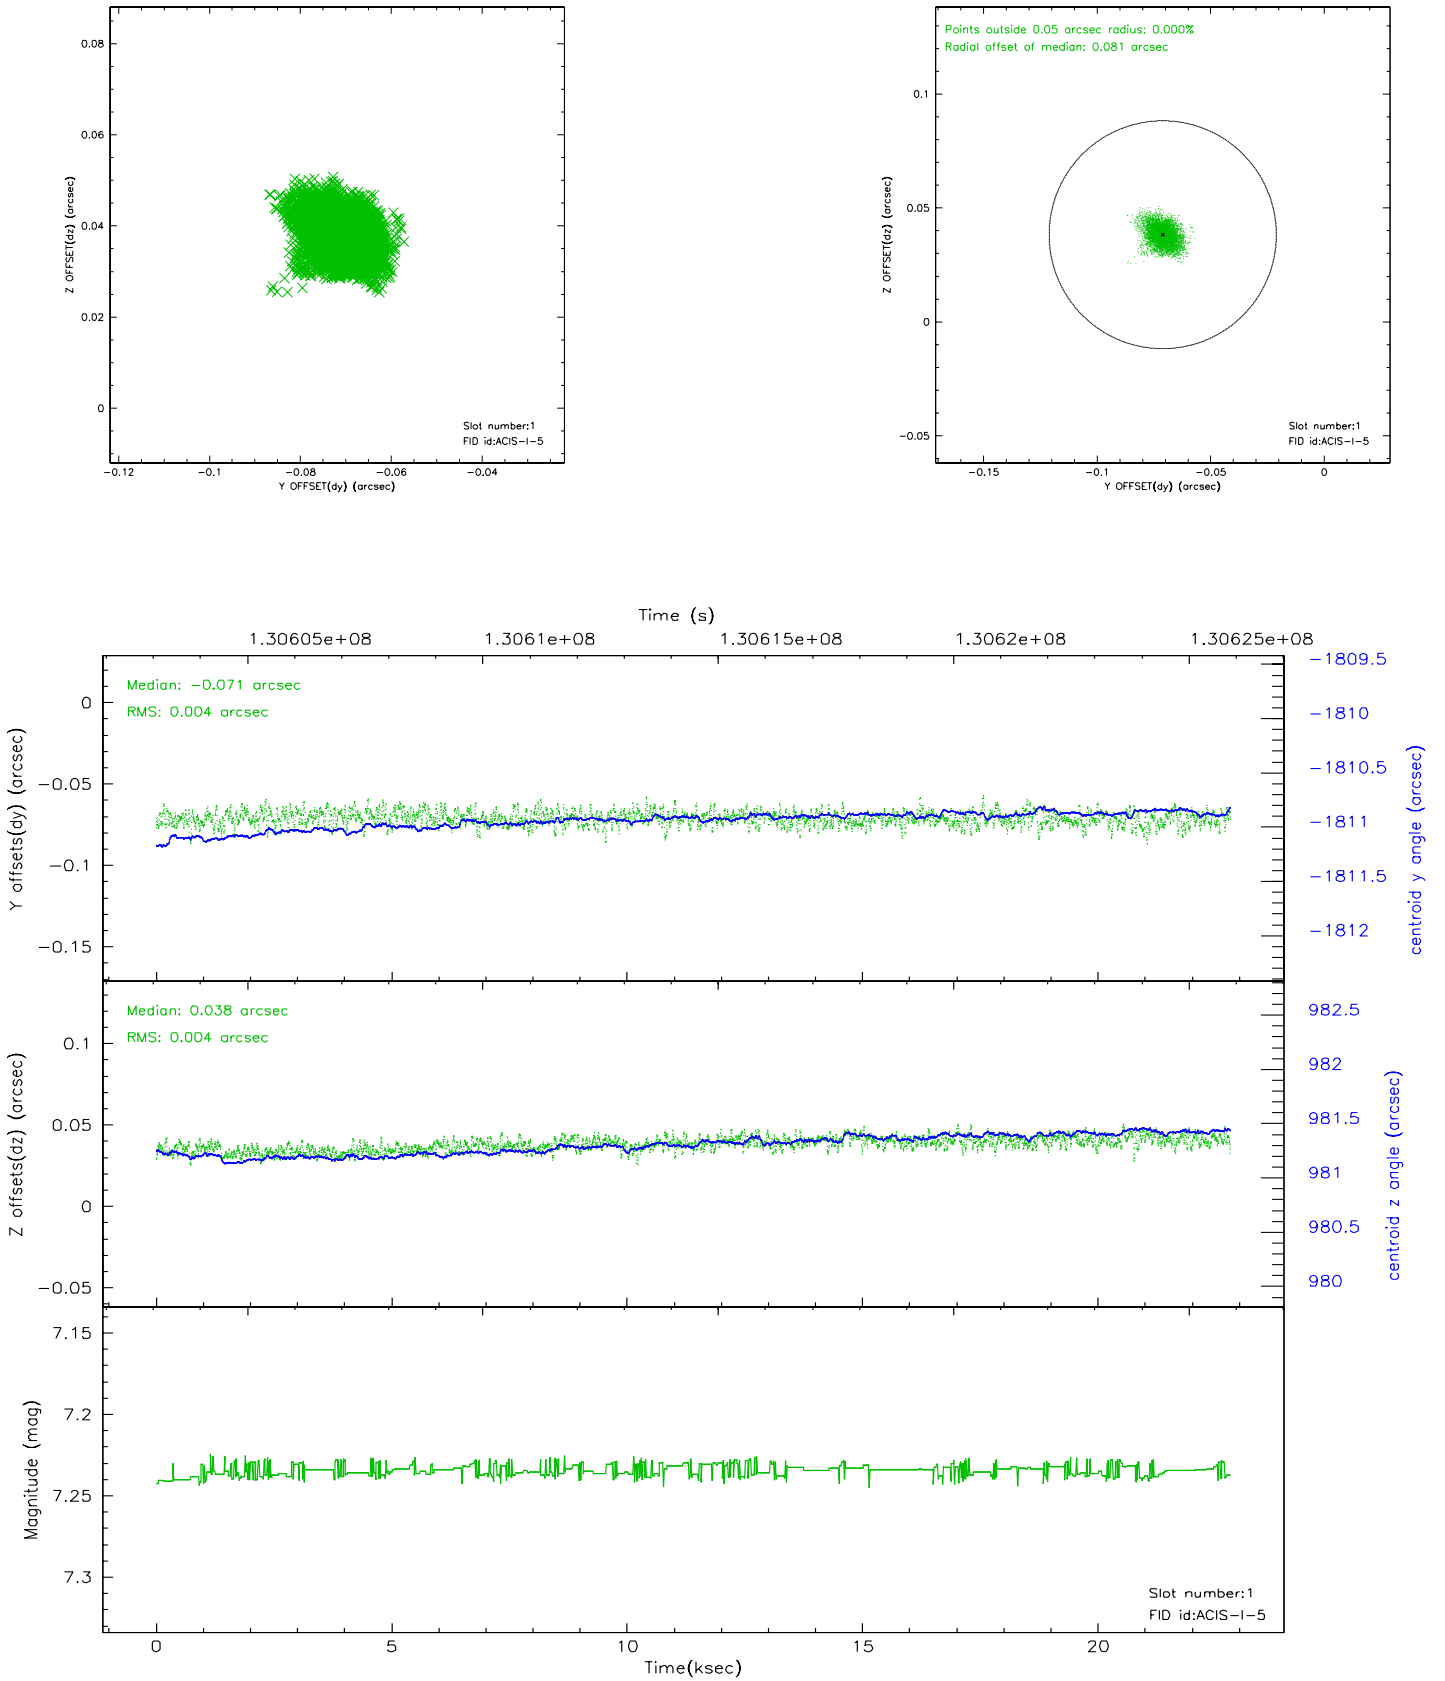 0.08
0.06
0.04
0.02
0
Z OFFSET(dz) (arcsec)
Slot number:1
FID id:ACIS-I-5
-0.12 -0.1 -0.08 -0.06 -0.04
Y OFFSET(dy) (arcsec)
Points outside 0.05 arcsec radius: 0.000%
Radial offset of median: 0.081 arcsec
0.1
0.05
0
-0.05
Z OFFSET(dz) (arcsec)
Slot number:1
FID id:ACIS-I-5
-0.15 -0.1 -0.05 0
Y OFFSET(dy) (arcsec)
Time (s)
1.30605e+08 1.3061e+08 1.30615e+08 1.3062e+08 1.30625e+08
Median: -0.071 arcsec
RMS: 0.004 arcsec
0
-0.05
-0.1
-0.15
Y offsets(dy) (arcsec)
-1809.5
-1810
-1810.5
-1811
-1811.5
-1812
centroid y angle (arcsec)
Median: 0.038 arcsec
RMS: 0.004 arcsec
0.1
0.05
0
-0.05
Z offsets(dz) (arcsec)
982.5
982
981.5
981
980.5
980
centroid z angle (arcsec)
7.15
7.2
7.25
7.3
Magnitude (mag)
Slot number:1
FID id:ACIS-I-5
0 5 10 15 20
Time(ksec)